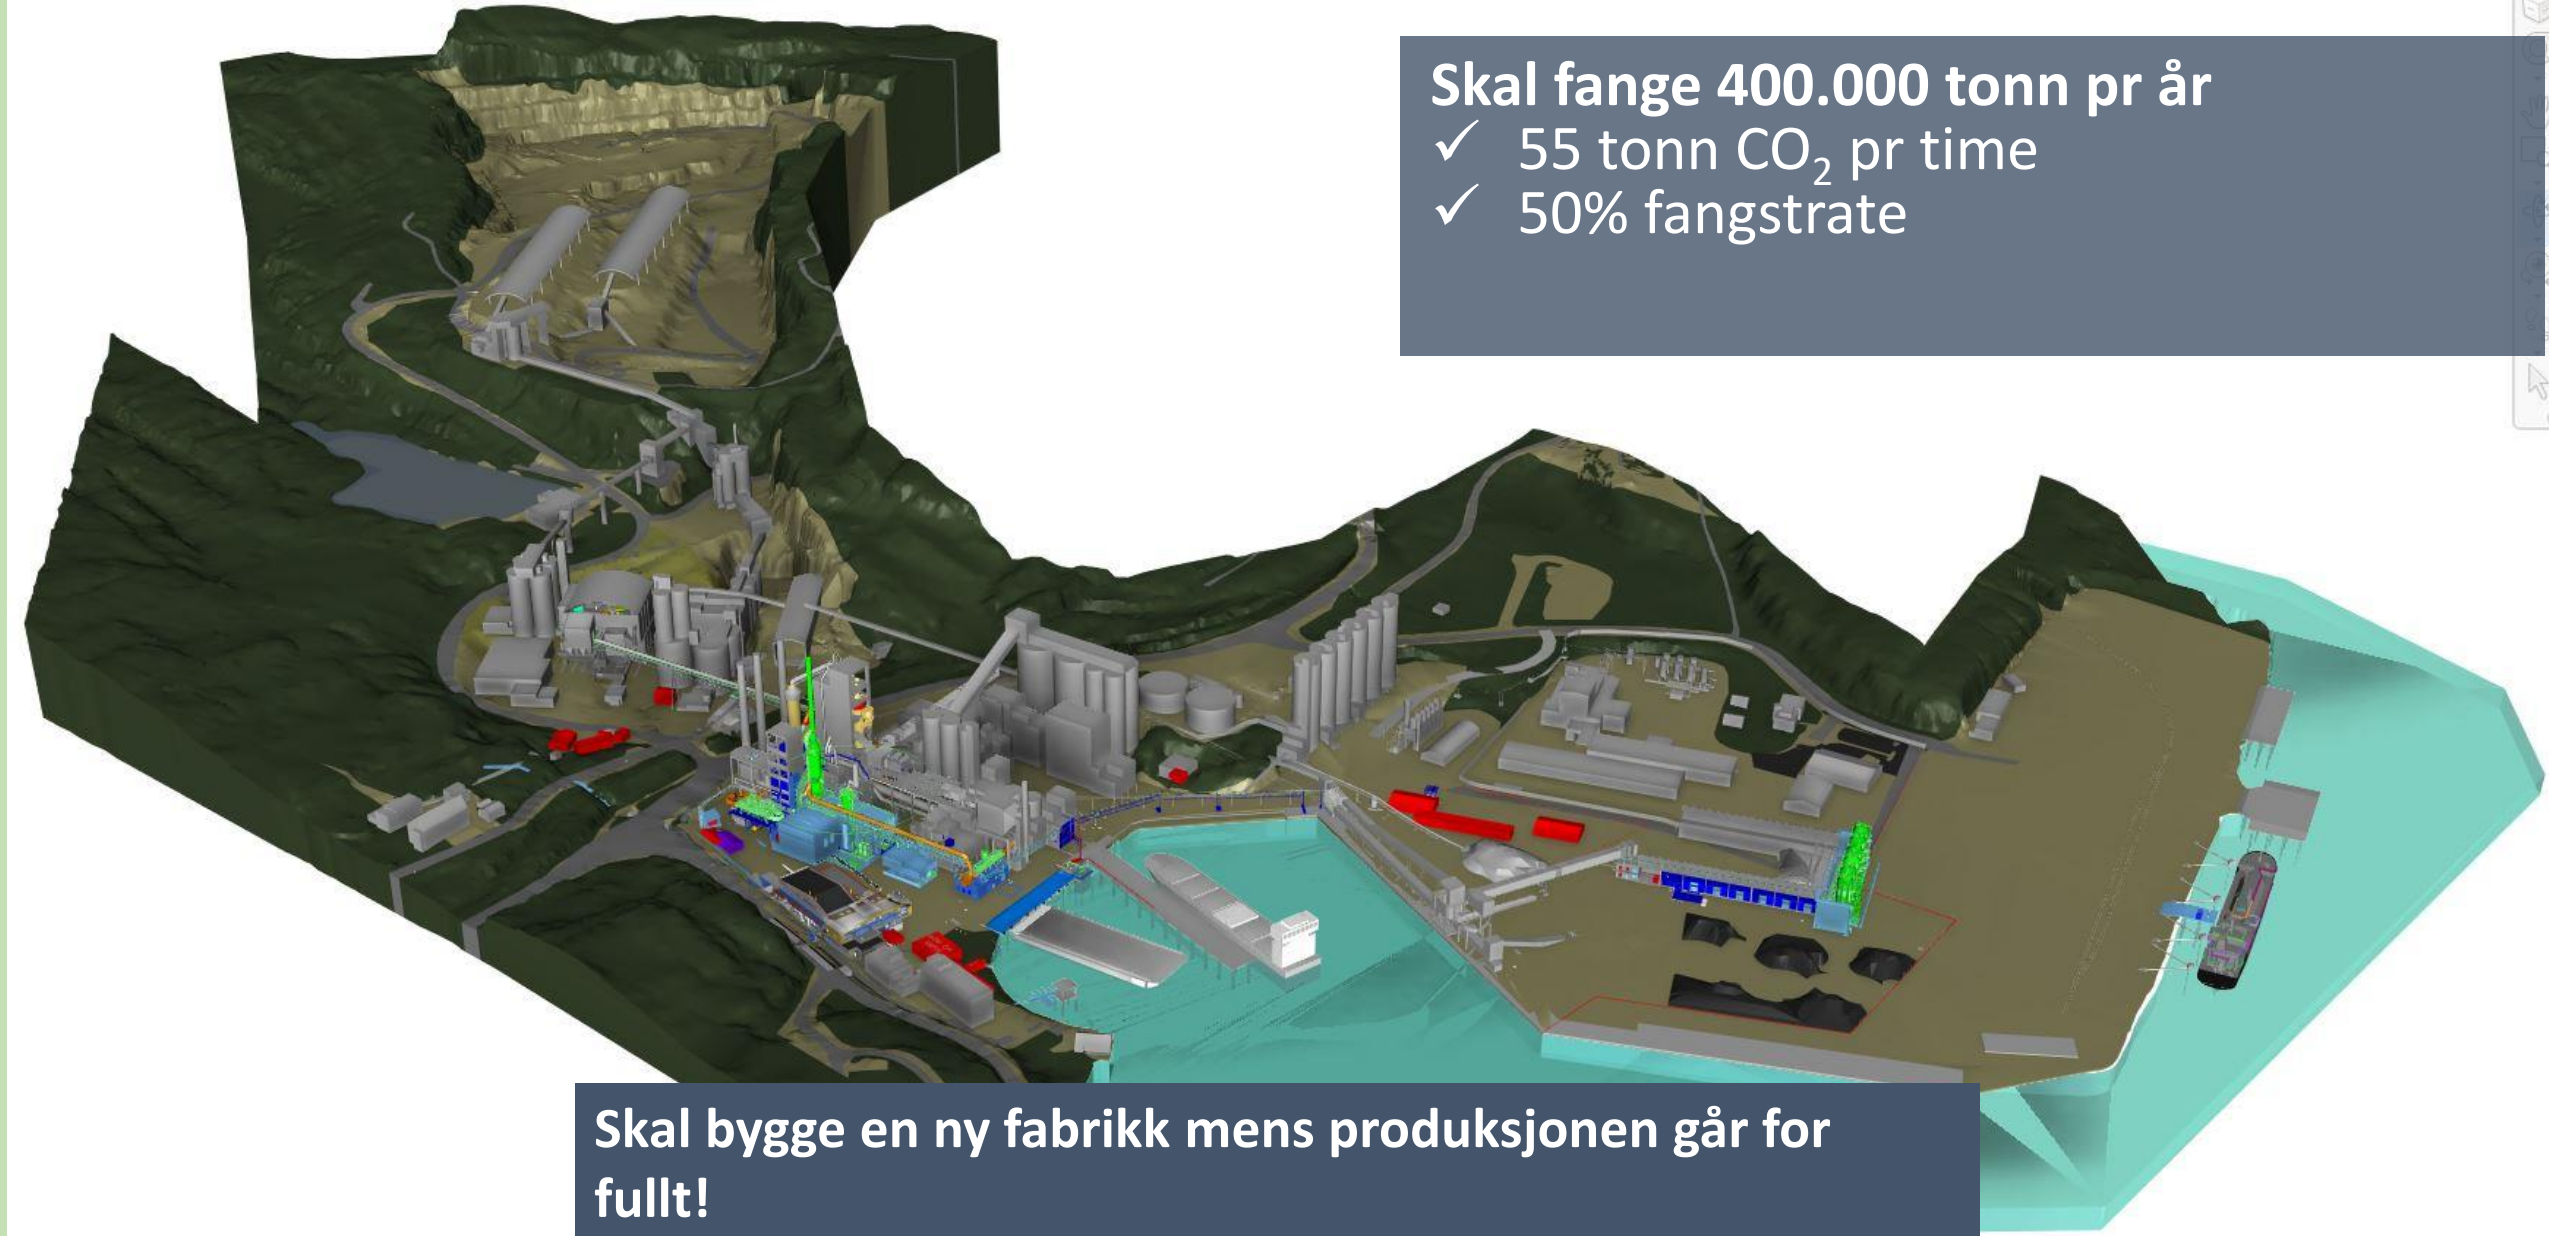 Skal fange 400.000 tonn pr år
✓ 55 tonn CO₂ pr time
✓ 50% fangstrate
Skal bygge en ny fabrikk mens produksjonen går for
fullt!